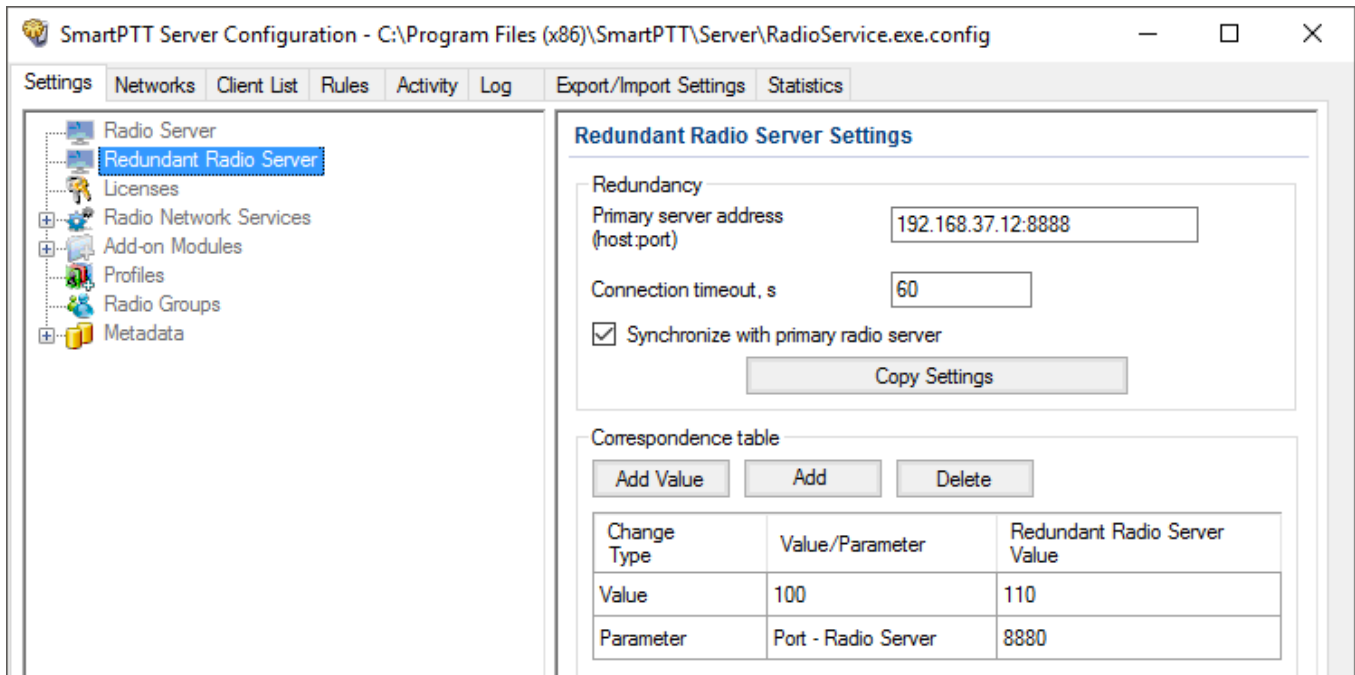 SmartPTT Server Configuration - C:\Program Files (x86)\SmartPTT\Server\RadioService.exe.config
Settings Networks Client List Rules Activity Log Export/Import Settings Statistics
Radio Server
Redundant Radio Server
Licenses
Radio Network Services
Add-on Modules
Profiles
Radio Groups
Metadata
Redundant Radio Server Settings
Redundancy
Primary server address
(host:port)
192.168.37.12:8888
Connection timeout, s
60
Synchronize with primary radio server
Copy Settings
Correspondence table
Add Value Add Delete
Change
Type
Value/Parameter
Redundant Radio Server
Value
Value 100 110
Parameter Port - Radio Server 8880